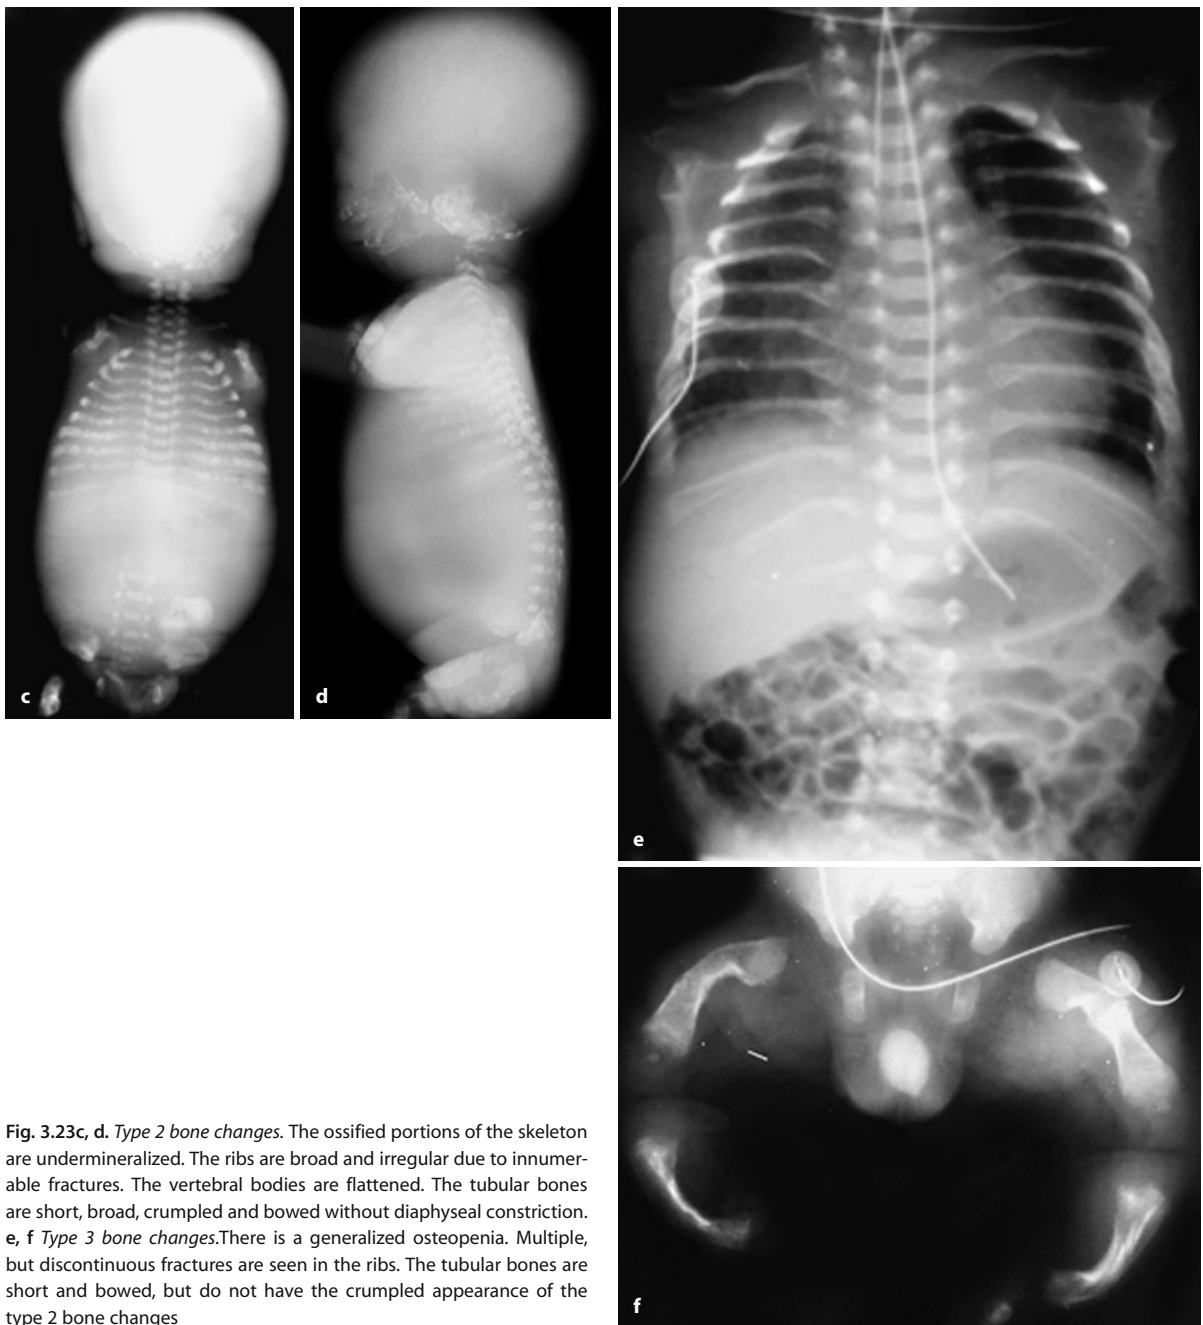 c
d
e
f
Fig. 3.23c, d. Type 2 bone changes. The ossified portions of the skeleton
are undermineralized. The ribs are broad and irregular due to innumer-
able fractures. The vertebral bodies are flattened. The tubular bones
are short, broad, crumpled and bowed without diaphyseal constriction.
e, f Type 3 bone changes.There is a generalized osteopenia. Multiple,
but discontinuous fractures are seen in the ribs. The tubular bones are
short and bowed, but do not have the crumpled appearance of the
type 2 bone changes